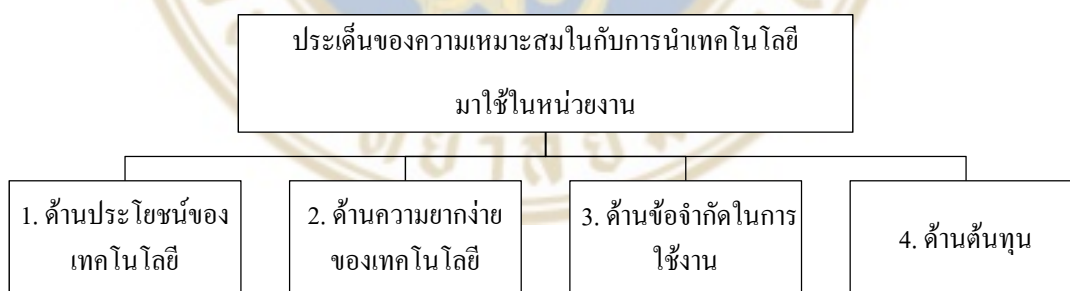 ประเด็นของความเหมาะสมในกับการนำเทคโนโลยี
มาใช้ในหน่วยงาน
1. ด้านประโยชน์ของ
เทคโนโลยี
2. ด้านความยากง่าย
ของเทคโนโลยี
3. ด้านข้อจำกัดในการ
ใช้งาน
4. ด้านต้นทุน